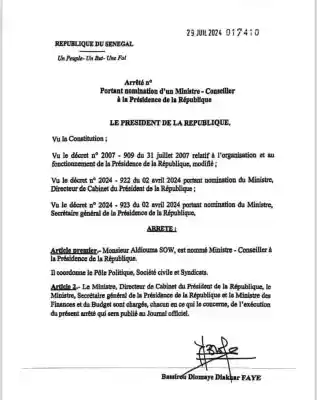 29 JUIL 2024 017410
REPUBLIQUE DU SENEGAL
Un Peuple- Un But- Une Foi
Arrêté n°
Portant nomination d'un Ministre - Conseiller
à la Présidence de la République
LE PRESIDENT DE LA REPUBLIQUE,
Vu la Constitution ;
Vu le décret n° 2007 - 909 du 31 juillet 2007 relatif à l'organisation et au
fonctionnement de la Présidence de la République, modifié ;
Vu le décret n° 2024 - 922 du 02 avril 2024 portant nomination du Ministre,
Directeur de Cabinet du Président de la République ;
Vu le décret n° 2024 - 923 du 02 avril 2024 portant nomination du Ministre,
Secrétaire général de la Présidence de la République,
ARRETE :
Article premier.- Monsieur Aldiouma SOW, est nommé Ministre - Conseiller à
la Présidence de la République.
Il coordonne le Pôle Politique, Société civile et Syndicats.
Article 2.- Le Ministre, Directeur de Cabinet du Président de la République, le
Ministre, Secrétaire général de la Présidence de la République et la Ministre des
Finances et du Budget sont chargés, chacun en ce qui le concerne, de l'exécution
du présent arrêté qui sera publié au Journal officiel.
Bassirou Diomaye Diakhar FAYE